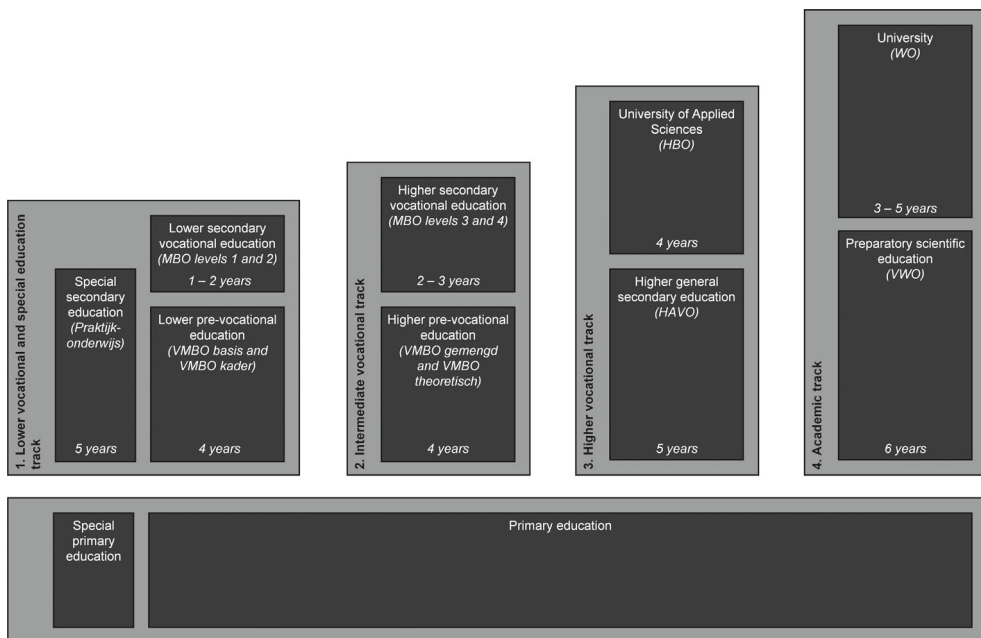 1. Lower vocational and special education
track
Special
secondary
education
(Praktijk-
onderwijs)
5 years
Lower secondary
vocational education
(MBO levels 1 and 2)
1 – 2 years
Lower pre-vocational
education
(VMBO basis and
VMBO kader)
4 years
2. Intermediate vocational track
Higher secondary
vocational education
(MBO levels 3 and 4)
2 – 3 years
Higher pre-vocational
education
(VMBO gemengd
and VMBO
theoretisch)
4 years
3. Higher vocational track
University of Applied
Sciences
(HBO)
4 years
Higher general
secondary education
(HAVO)
5 years
4. Academic track
University
(WO)
3 – 5 years
Preparatory scientific
education
(VWO)
6 years
Special
primary
education
Primary education